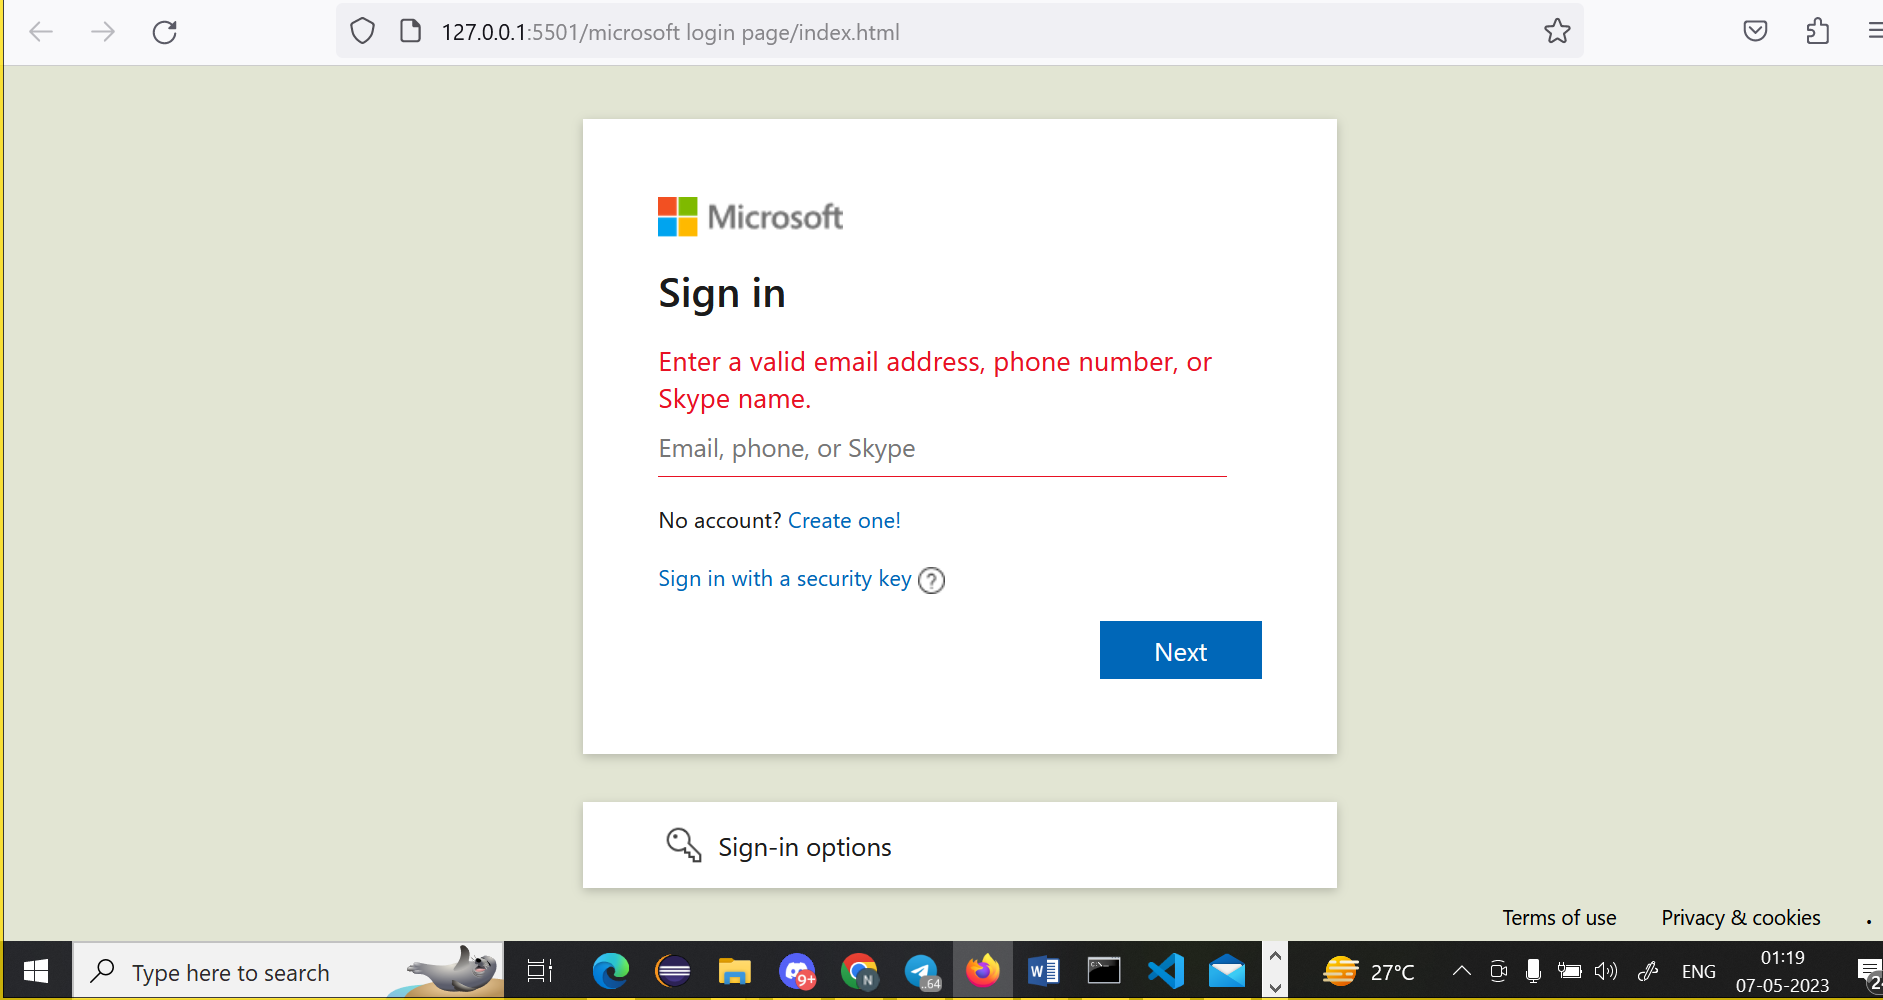 127.0.0.1:5501/microsoft login page/index.html
Microsoft
Sign in
Enter a valid email address, phone number, or
Skype name.
Email, phone, or Skype
No account? Create one!
Sign in with a security key ?
Next
Sign-in options
Terms of use Privacy & cookies .
Type here to search
9+
N
..64
W
27°C
ENG
01:19
07-05-2023